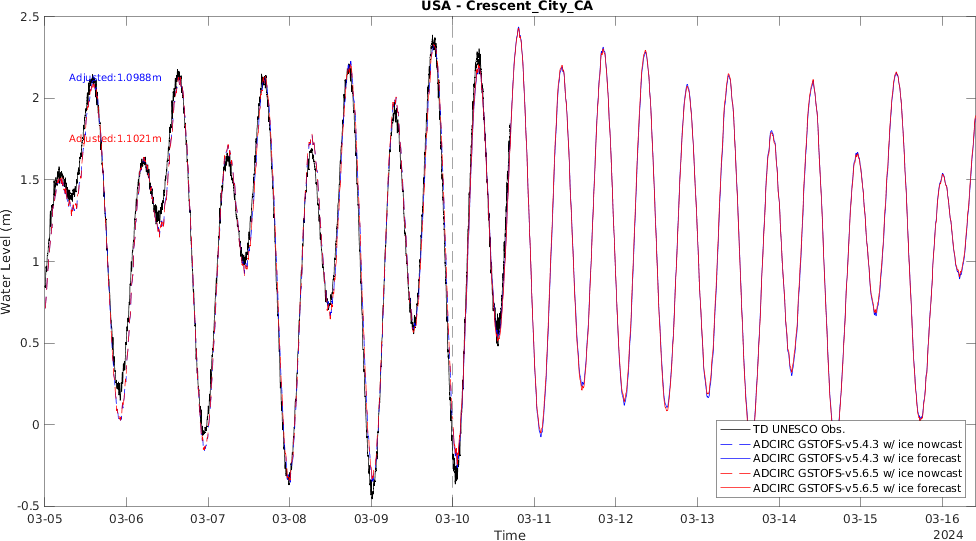 USA - Crescent_City_CA
2.5
2
1.5
1
0.5
0
-0.5
Water Level (m)
Adjusted:1.0988m
Adjusted:1.1021m
TD UNESCO Obs.
ADCIRC GSTOFS-v5.4.3 w/ ice nowcast
ADCIRC GSTOFS-v5.4.3 w/ ice forecast
ADCIRC GSTOFS-v5.6.5 w/ ice nowcast
ADCIRC GSTOFS-v5.6.5 w/ ice forecast
03-05 03-06 03-07 03-08 03-09 03-10 03-11 03-12 03-13 03-14 03-15 03-16
Time
2024